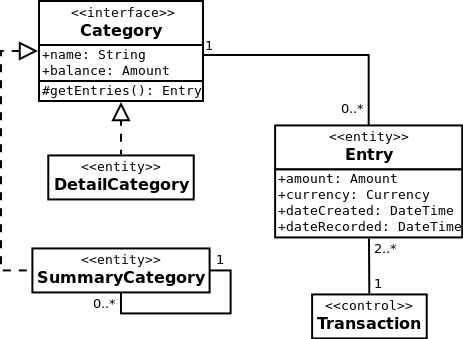 <<interface>>
Category
+name: String
+balance: Amount
#getEntries(): Entry
1
0..*
<<entity>>
Entry
+amount: Amount
+currency: Currency
+dateCreated: DateTime
+dateRecorded: DateTime
<<entity>>
DetailCategory
<<entity>>
SummaryCategory
1
0..*
2..*
1
<<control>>
Transaction